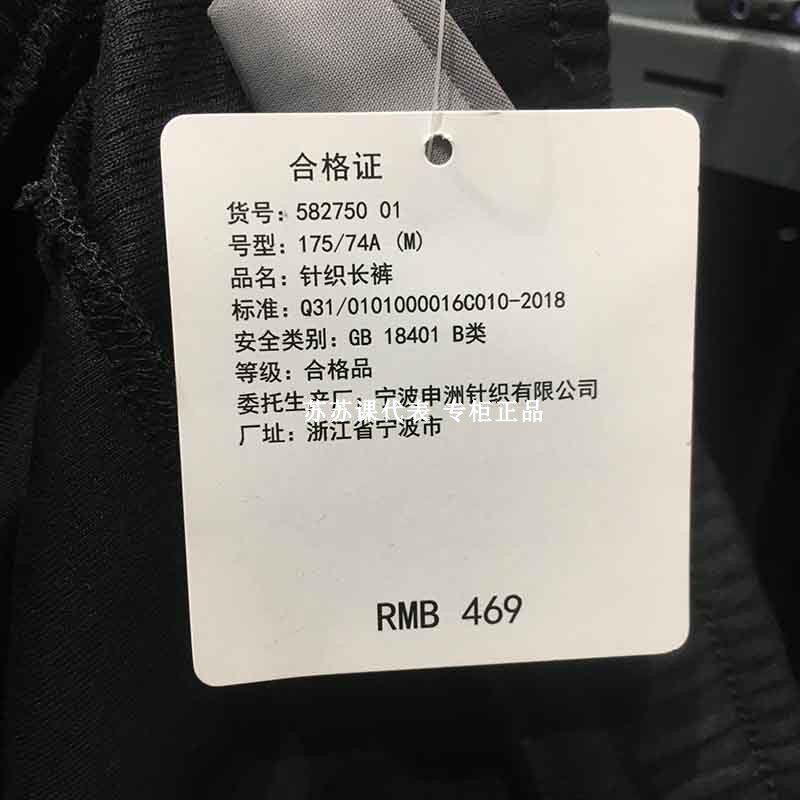 合格证
货号: 582750 01
号型: 175/74A (M)
品名: 针织长裤
标准: Q31/0101000016C010-2018
安全类别: GB 18401 B类
等级: 合格品
委托生产厂: 宁波申洲针织有限公司
苏苏课代表 专柜正品
厂址: 浙江省宁波市
RMB 469